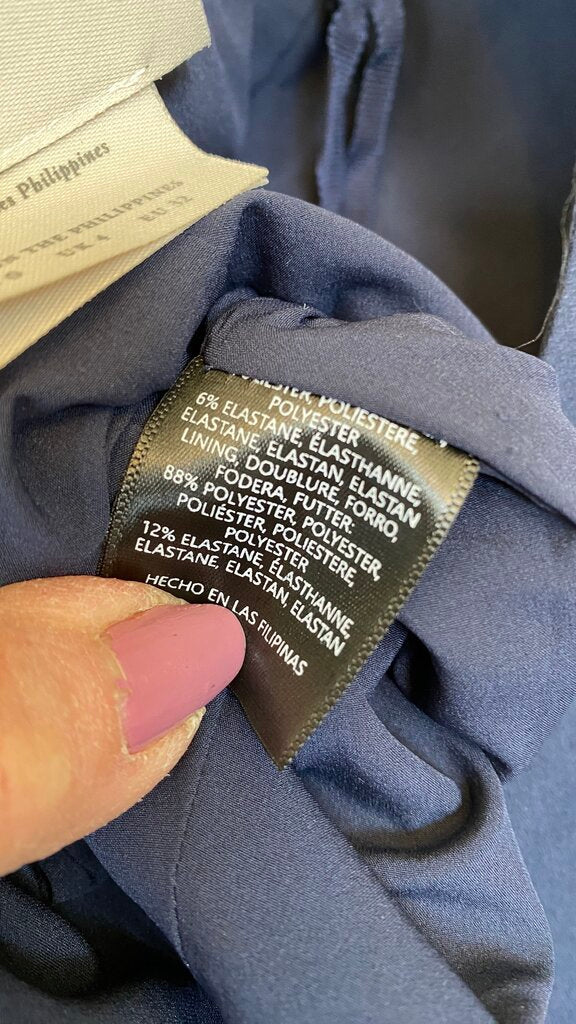 es Philippines
THE PHILIPPINES
UK 4 EU 32
POLIESTERE,
POLYESTER
6% ELASTANE, ÉLASTHANNE,
ELASTANE, ELASTAN, ELASTAN
LINING, DOUBLURE, FORRO,
FODERA, FUTTER:
88% POLYESTER, POLYESTER,
POLIÉSTER, POLIESTERE,
POLYESTER
12% ELASTANE, ÉLASTHANNE,
ELASTANE, ELASTAN, ELASTAN
HECHO EN LAS FILIPINAS